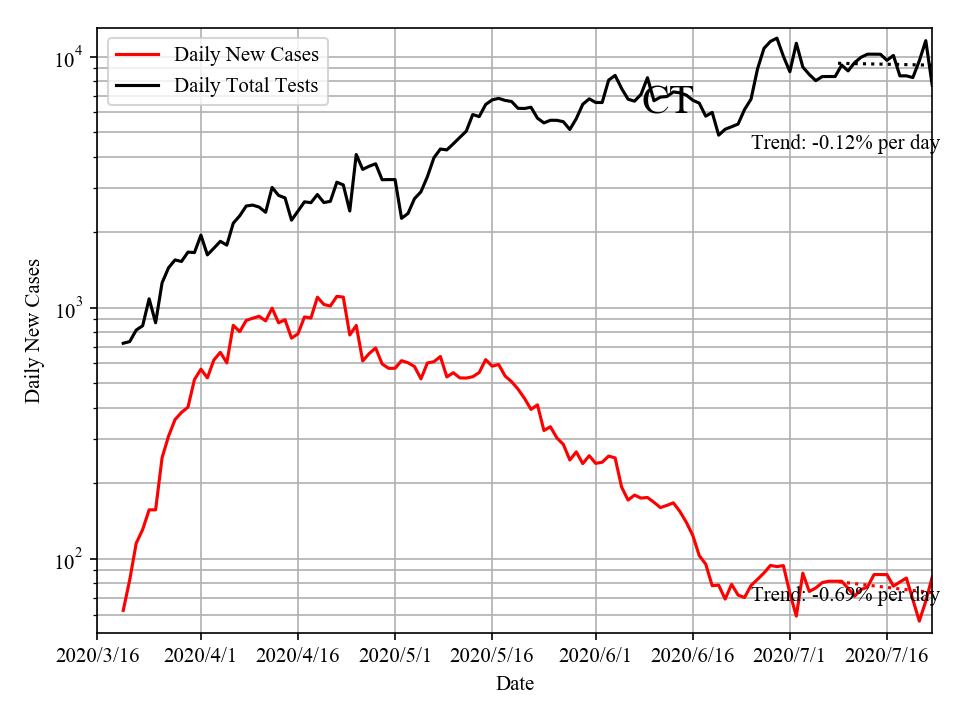 Daily New Cases
Daily Total Tests
CT
Trend: -0.12% per day
Trend: -0.69% per day
Daily New Cases
10^4
10^3
10^2
2020/3/16 2020/4/1 2020/4/16 2020/5/1 2020/5/16 2020/6/1 2020/6/16 2020/7/1 2020/7/16
Date